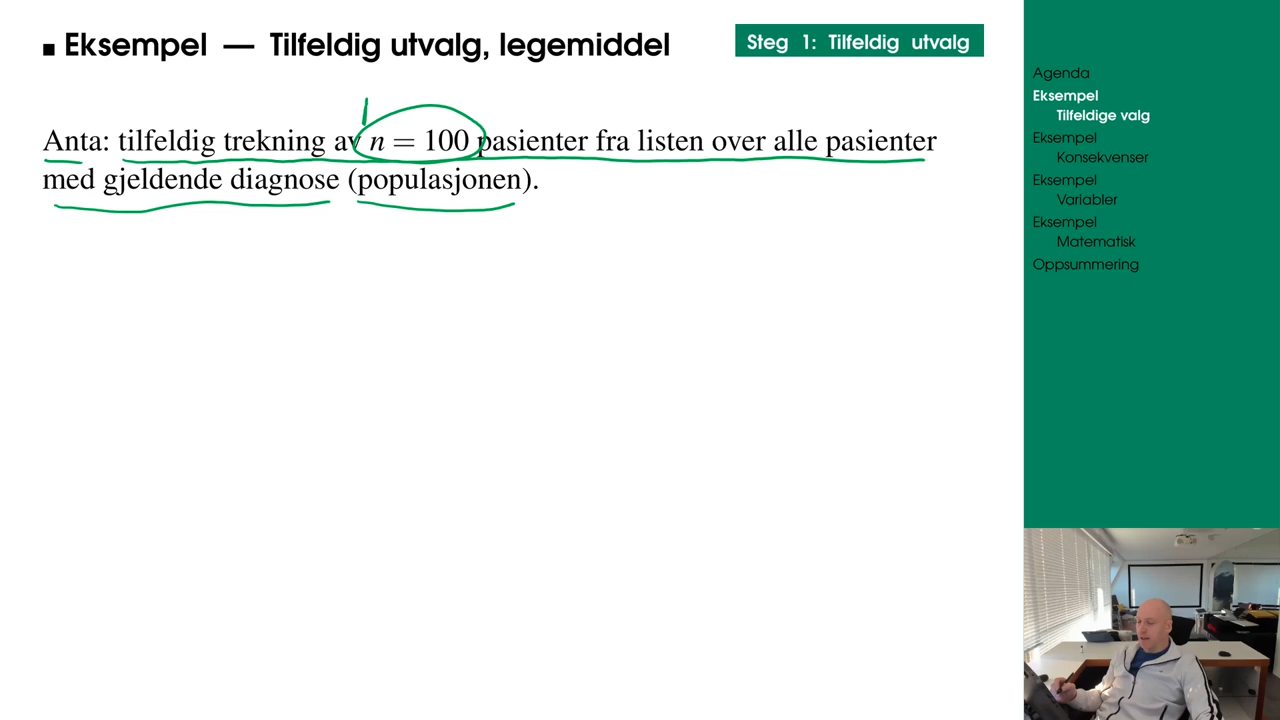 Eksempel — Tilfeldig utvalg, legemiddel
Steg 1: Tilfeldig utvalg
Anta: tilfeldig trekning av n = 100 pasienter fra listen over alle pasienter
med gjeldende diagnose (populasjonen).
Agenda
Eksempel
Tilfeldige valg
Eksempel
Konsekvenser
Eksempel
Variabler
Eksempel
Matematisk
Oppsummering